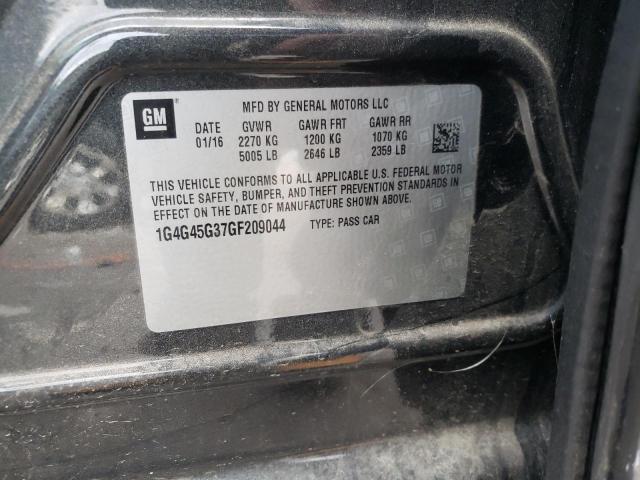 GM
MFD BY GENERAL MOTORS LLC
DATE GVWR GAWR FRT GAWR RR
01/16 2270 KG 1200 KG 1070 KG
5005 LB 2646 LB 2359 LB
THIS VEHICLE CONFORMS TO ALL APPLICABLE U.S. FEDERAL MOTOR
VEHICLE SAFETY, BUMPER, AND THEFT PREVENTION STANDARDS IN
EFFECT ON THE DATE OF MANUFACTURE SHOWN ABOVE.
1G4G45G37GF209044 TYPE: PASS CAR